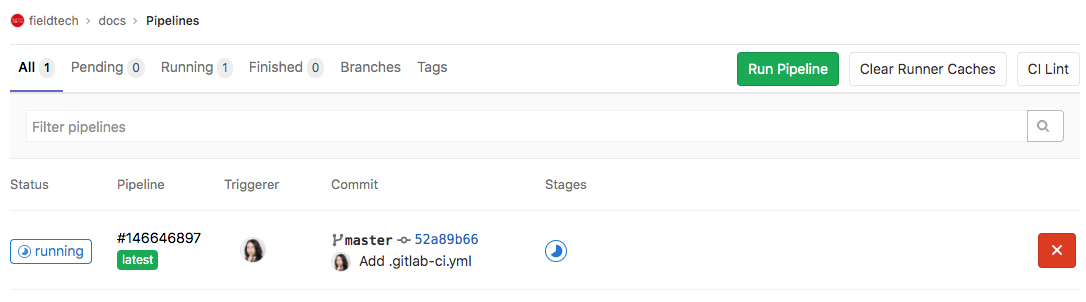 fieldtech › docs › Pipelines
All 1 Pending 0 Running 1 Finished 0 Branches Tags Run Pipeline Clear Runner Caches CI Lint
Filter pipelines
Status Pipeline Triggerer Commit Stages
running #146646897 master 52a89b66
latest Add .gitlab-ci.yml